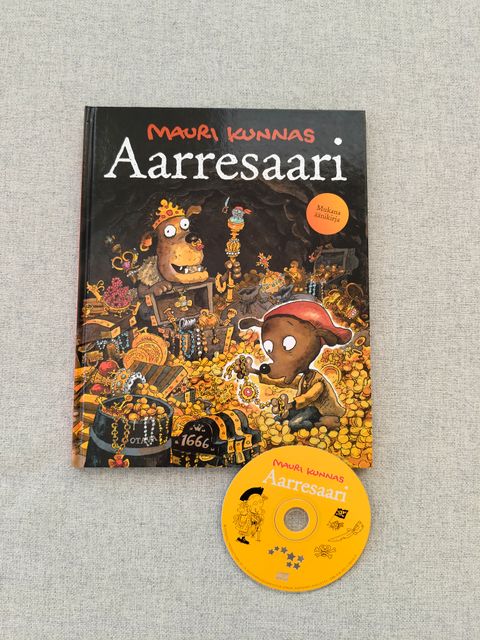 MAURI KUNNAS
Aarresaari
Mukana
äänikirja
OTAVA
1666
MAURI KUNNAS
Aarresaari